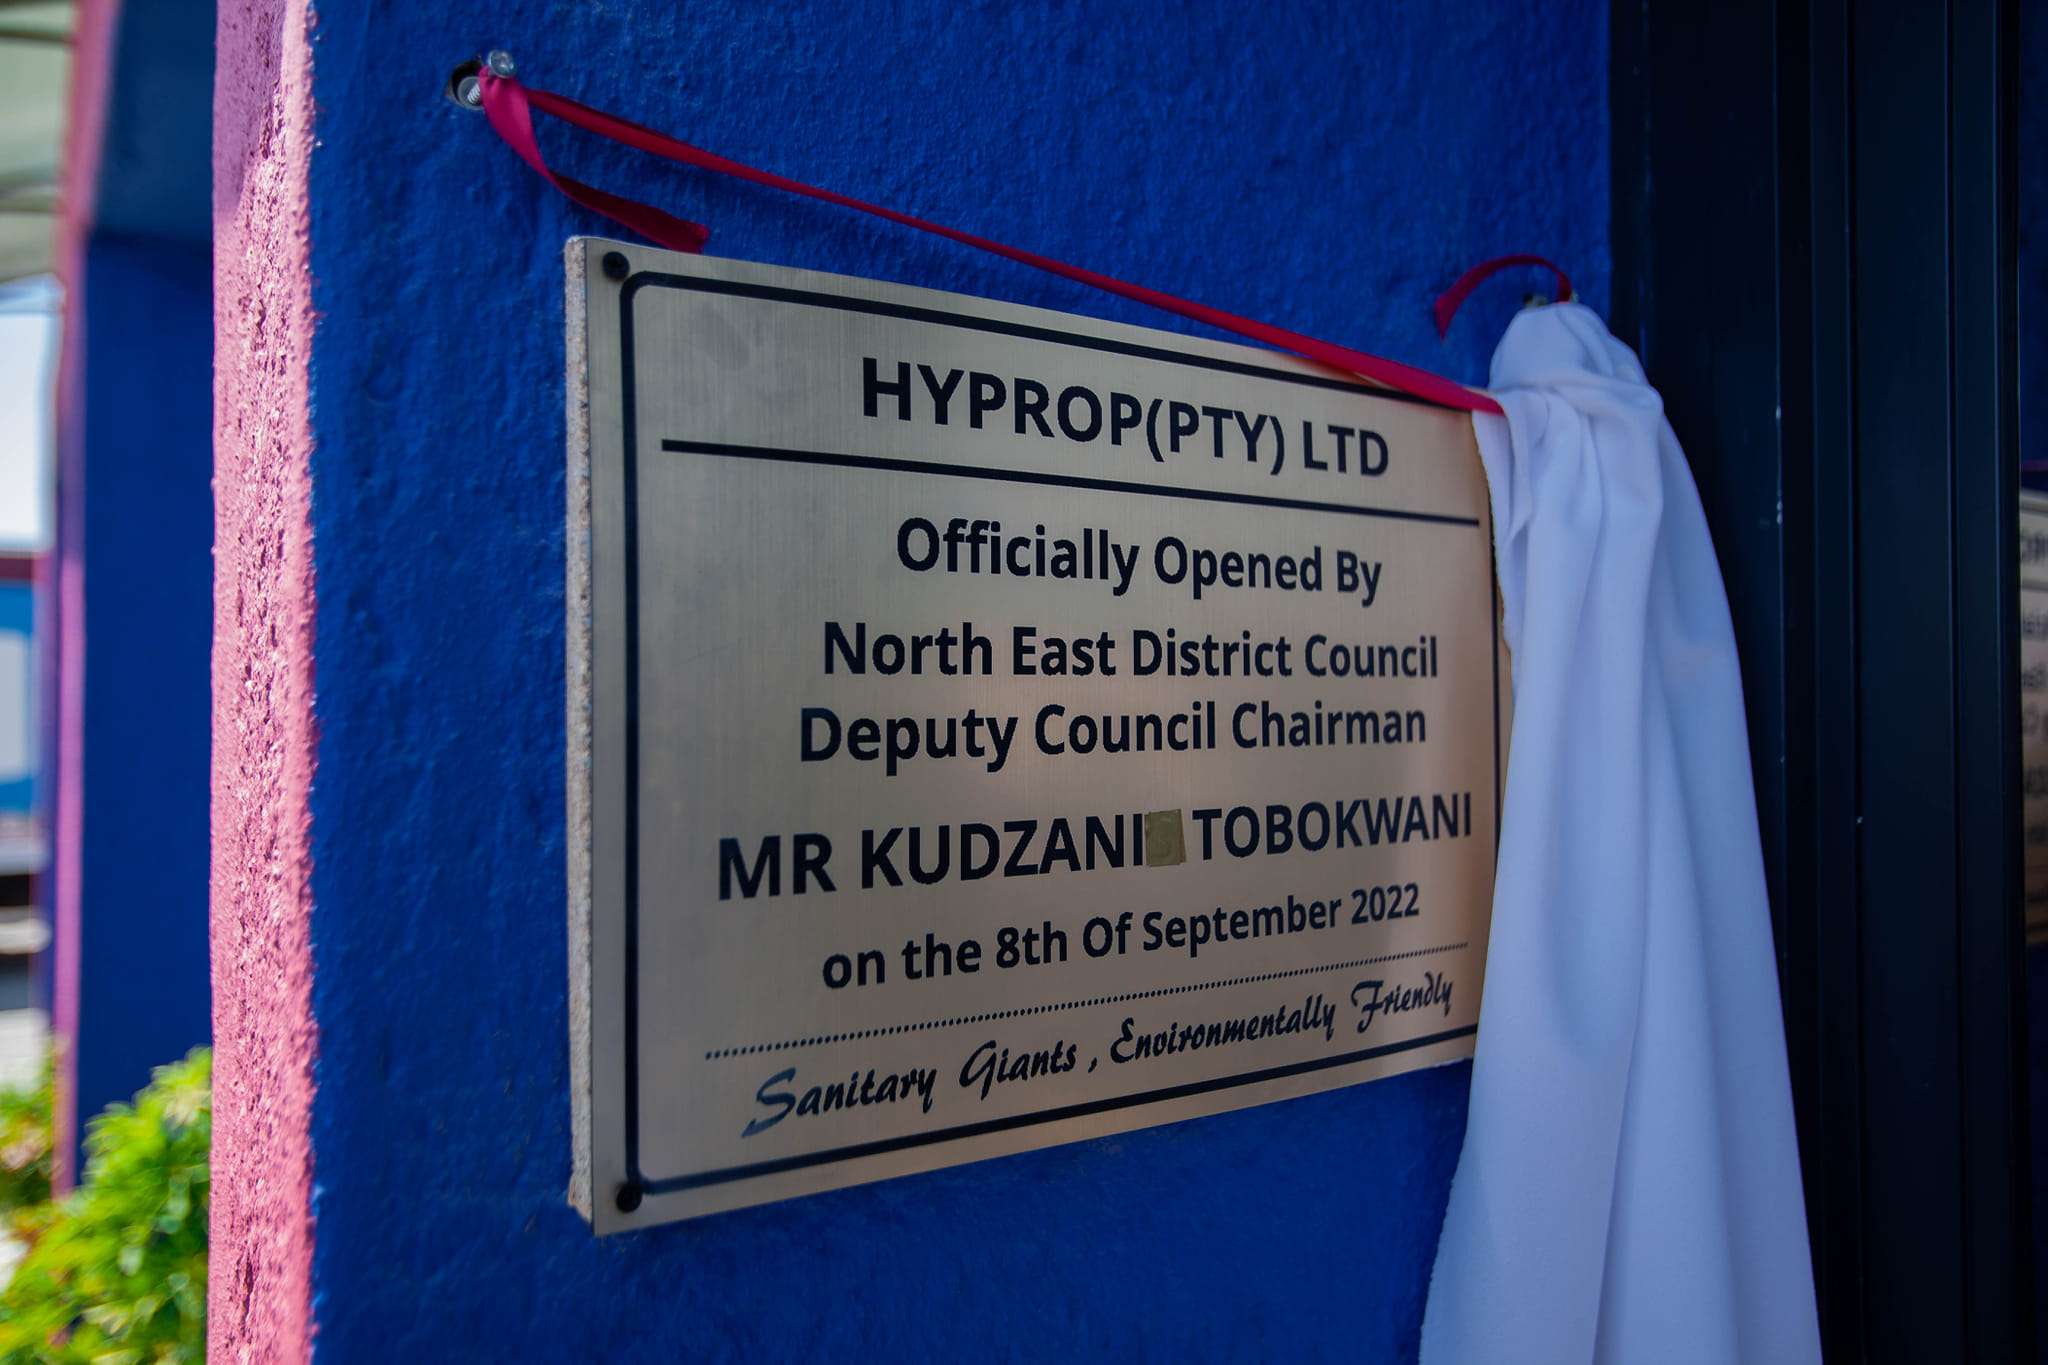 HYPROP(PTY) LTD
Officially Opened By
North East District Council
Deputy Council Chairman
MR KUDZANI TOBOKWANI
on the 8th Of September 2022
Sanitary Giants , Environmentally Friendly